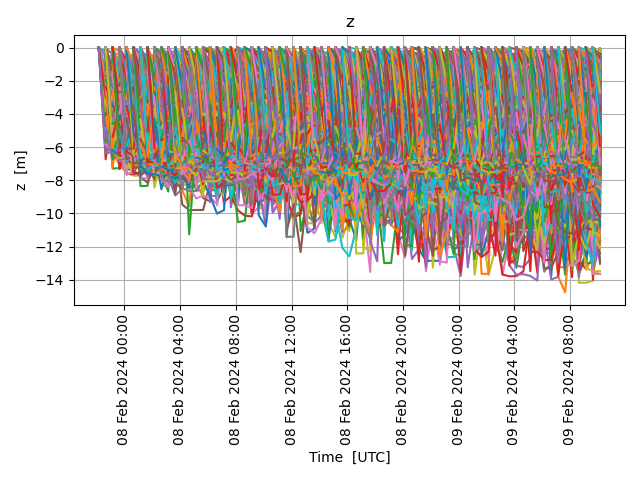 z
0
−2
−4
−6
−8
−10
−12
−14
z [m]
08 Feb 2024 00:00
08 Feb 2024 04:00
08 Feb 2024 08:00
08 Feb 2024 12:00
08 Feb 2024 16:00
08 Feb 2024 20:00
09 Feb 2024 00:00
09 Feb 2024 04:00
09 Feb 2024 08:00
Time [UTC]